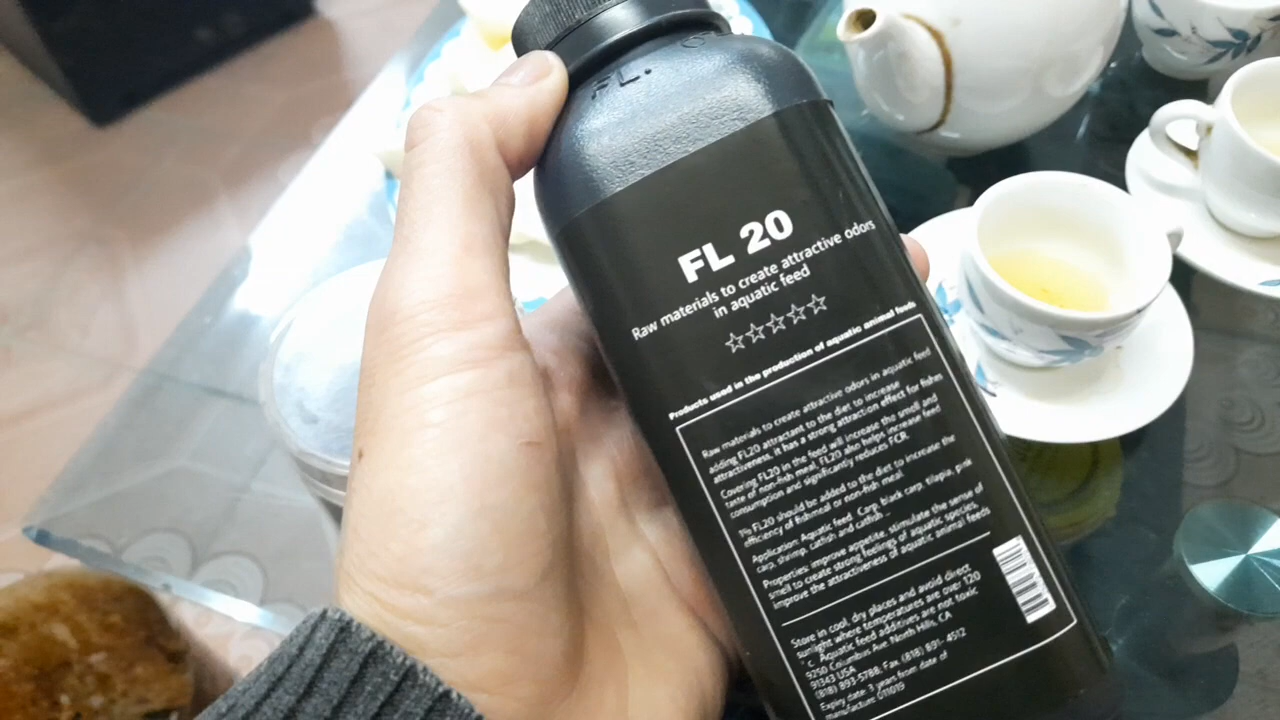 FL.
FL 20
Raw materials to create attractive odors
in aquatic feed
Products used in the production of aquatic animal feeds
Raw materials to create attractive odors in aquatic feed
adding FL20 attractant to the diet to increase
attractiveness, it has a strong attraction effect for fishm
Covering FL20 in the feed will increase the smell and
taste of non-fish meal, FL20 also helps increase feed
consumption and significantly reduces FCR.
1% FL20 should be added to the diet to increase the
efficiency of fishmeal or non-fish meal.
Application: Aquatic feed Carp, black carp, tilapia, pink
carp, shrimp, catfish and catfish ..
Properties: improve appetite, stimulate the sense of
smell to create strong feelings of aquatic species,
improve the attractiveness of aquatic animal feeds
Store in cool, dry places and avoid direct
sunlight where temperatures are over 120
° c. Aquatic feed additives are not toxic
9250 Columbus Ave North Hills, CA
91343 USA
(818) 893-5788, Fax. (818) 891- 4512
Expiry date: 3 years from date of
manufacture: 011019